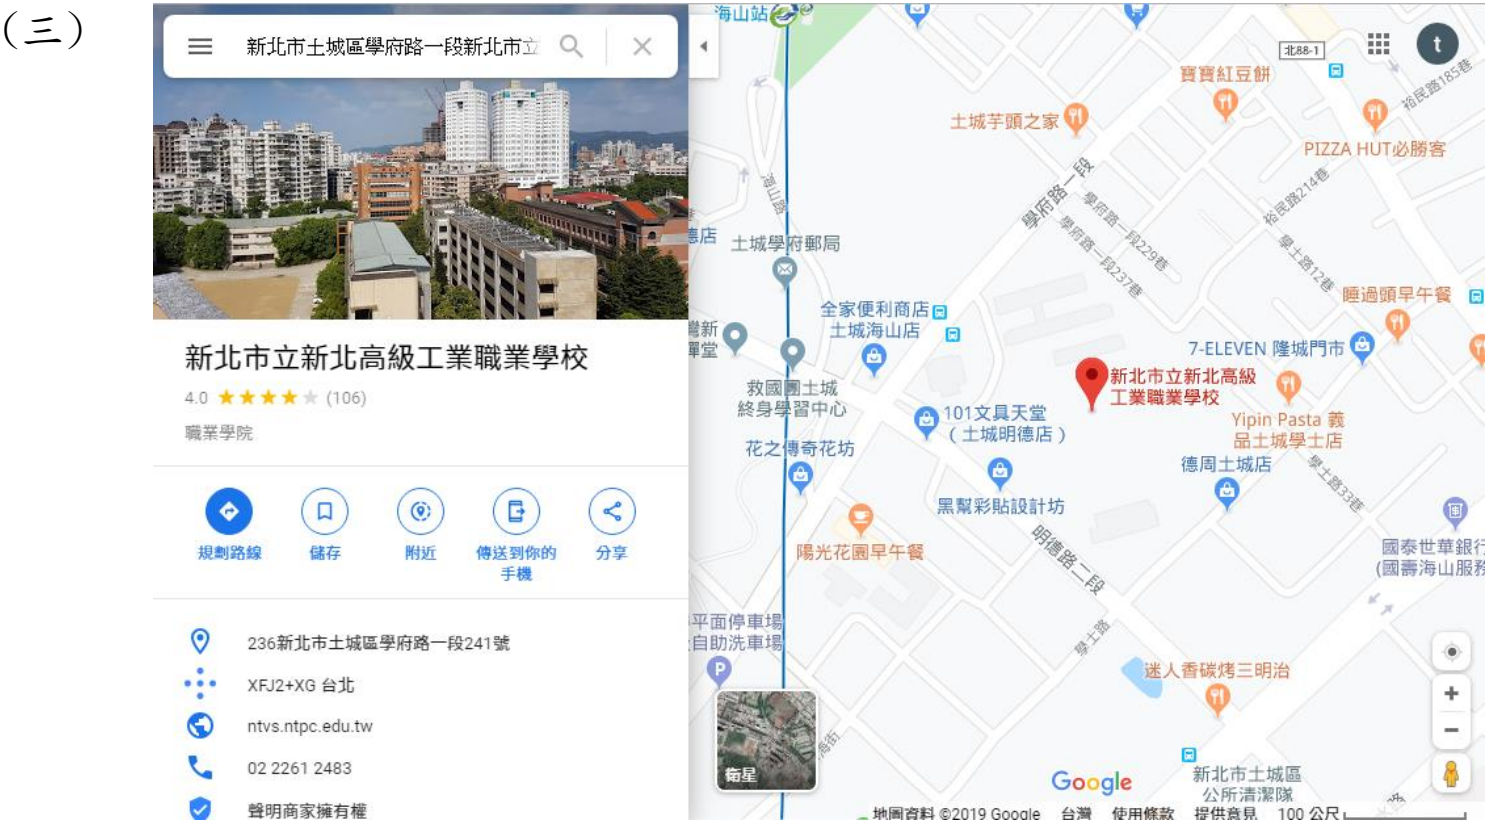 (三)
新北市土城區學府路一段新北市立
新北市立新北高級工業職業學校
4.0
(106)
職業學院
規劃路線
儲存
附近
傳送到你的
手機
分享
236新北市土城區學府路一段241號
XFJ2+XG 台北
ntvs.ntpc.edu.tw
02 2261 2483
聲明商家擁有權
海山站
北88-1
t
寶寶紅豆餅
裕民路185巷
土城芋頭之家
PIZZA HUT必勝客
海山路
學府路一段
學府路一段229巷
學府路一段237巷
裕民路214巷
學士路12巷
德店
土城學府郵局
睡過頭早午餐
全家便利商店
土城海山店
灣新
禪堂
7-ELEVEN 隆城門市
新北市立新北高級
工業職業學校
救國團土城
終身學習中心
101文具天堂
(土城明德店)
Yipin Pasta 義
品土城學士店
花之傳奇花坊
德周土城店
學士路33巷
黑幫彩貼設計坊
陽光花園早午餐
明德路二段
國泰世華銀行
(國壽海山服務
平面停車場
自助洗車場
P
學士路
迷人香碳烤三明治
衛星
Google
新北市土城區
公所清潔隊
地圖資料 ©2019 Google 台灣 使用條款 提供意見 100 公尺